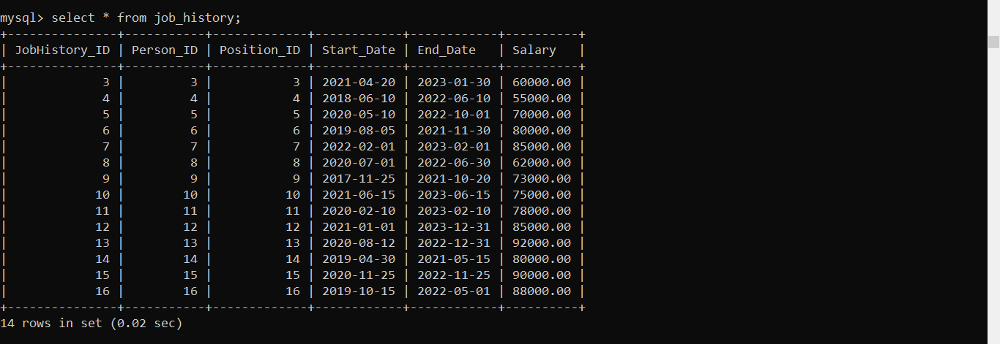 mysql> select * from job_history;
+---------------+-----------+-------------+------------+------------+----------+
| JobHistory_ID | Person_ID | Position_ID | Start_Date | End_Date   | Salary   |
+---------------+-----------+-------------+------------+------------+----------+
|             3 |         3 |           3 | 2021-04-20 | 2023-01-30 | 60000.00 |
|             4 |         4 |           4 | 2018-06-10 | 2022-06-10 | 55000.00 |
|             5 |         5 |           5 | 2020-05-10 | 2022-10-01 | 70000.00 |
|             6 |         6 |           6 | 2019-08-05 | 2021-11-30 | 80000.00 |
|             7 |         7 |           7 | 2022-02-01 | 2023-02-01 | 85000.00 |
|             8 |         8 |           8 | 2020-07-01 | 2022-06-30 | 62000.00 |
|             9 |         9 |           9 | 2017-11-25 | 2021-10-20 | 73000.00 |
|            10 |        10 |          10 | 2021-06-15 | 2023-06-15 | 75000.00 |
|            11 |        11 |          11 | 2020-02-10 | 2023-02-10 | 78000.00 |
|            12 |        12 |          12 | 2021-01-01 | 2023-12-31 | 85000.00 |
|            13 |        13 |          13 | 2020-08-12 | 2022-12-31 | 92000.00 |
|            14 |        14 |          14 | 2019-04-30 | 2021-05-15 | 80000.00 |
|            15 |        15 |          15 | 2020-11-25 | 2022-11-25 | 90000.00 |
|            16 |        16 |          16 | 2019-10-15 | 2022-05-01 | 88000.00 |
+---------------+-----------+-------------+------------+------------+----------+
14 rows in set (0.02 sec)